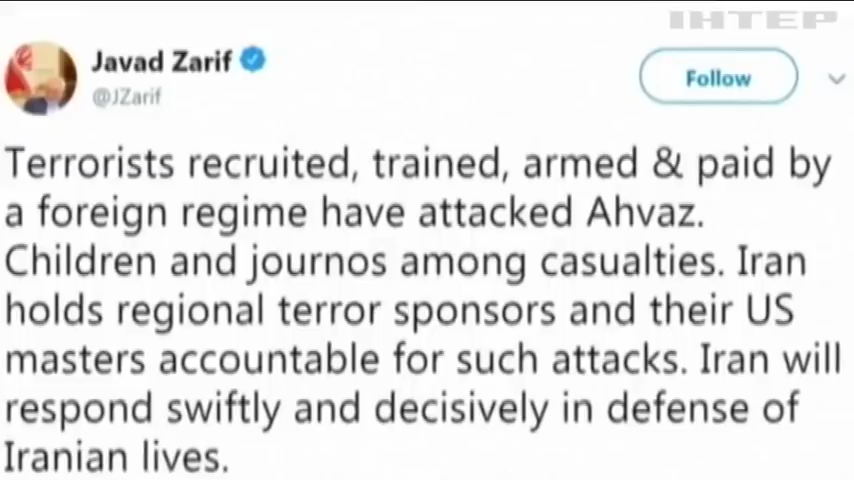 ІНТЕР
Javad Zarif
@JZarif
Follow
Terrorists recruited, trained, armed & paid by
a foreign regime have attacked Ahvaz.
Children and journos among casualties. Iran
holds regional terror sponsors and their US
masters accountable for such attacks. Iran will
respond swiftly and decisively in defense of
Iranian lives.